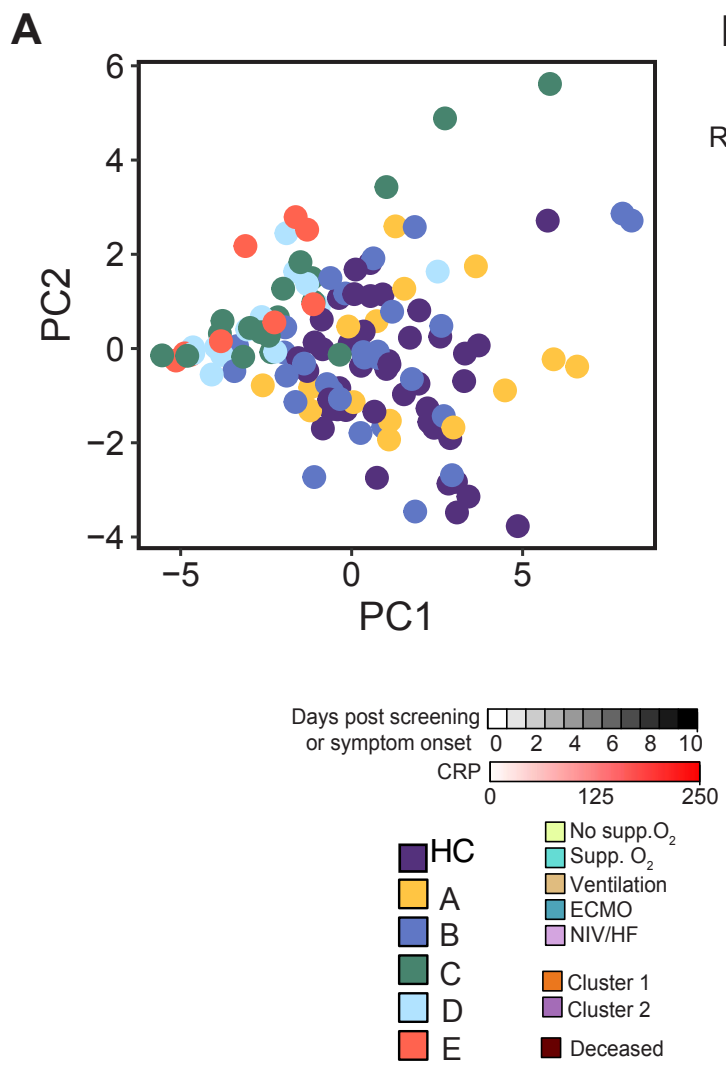 A
6
4
2
0
−2
−4
PC2
−5 0 5
PC1
R
Days post screening
or symptom onset 0 2 4 6 8 10
CRP
0 125 250
HC
A
B
C
D
E
No supp.O₂
Supp. O₂
Ventilation
ECMO
NIV/HF
Cluster 1
Cluster 2
Deceased